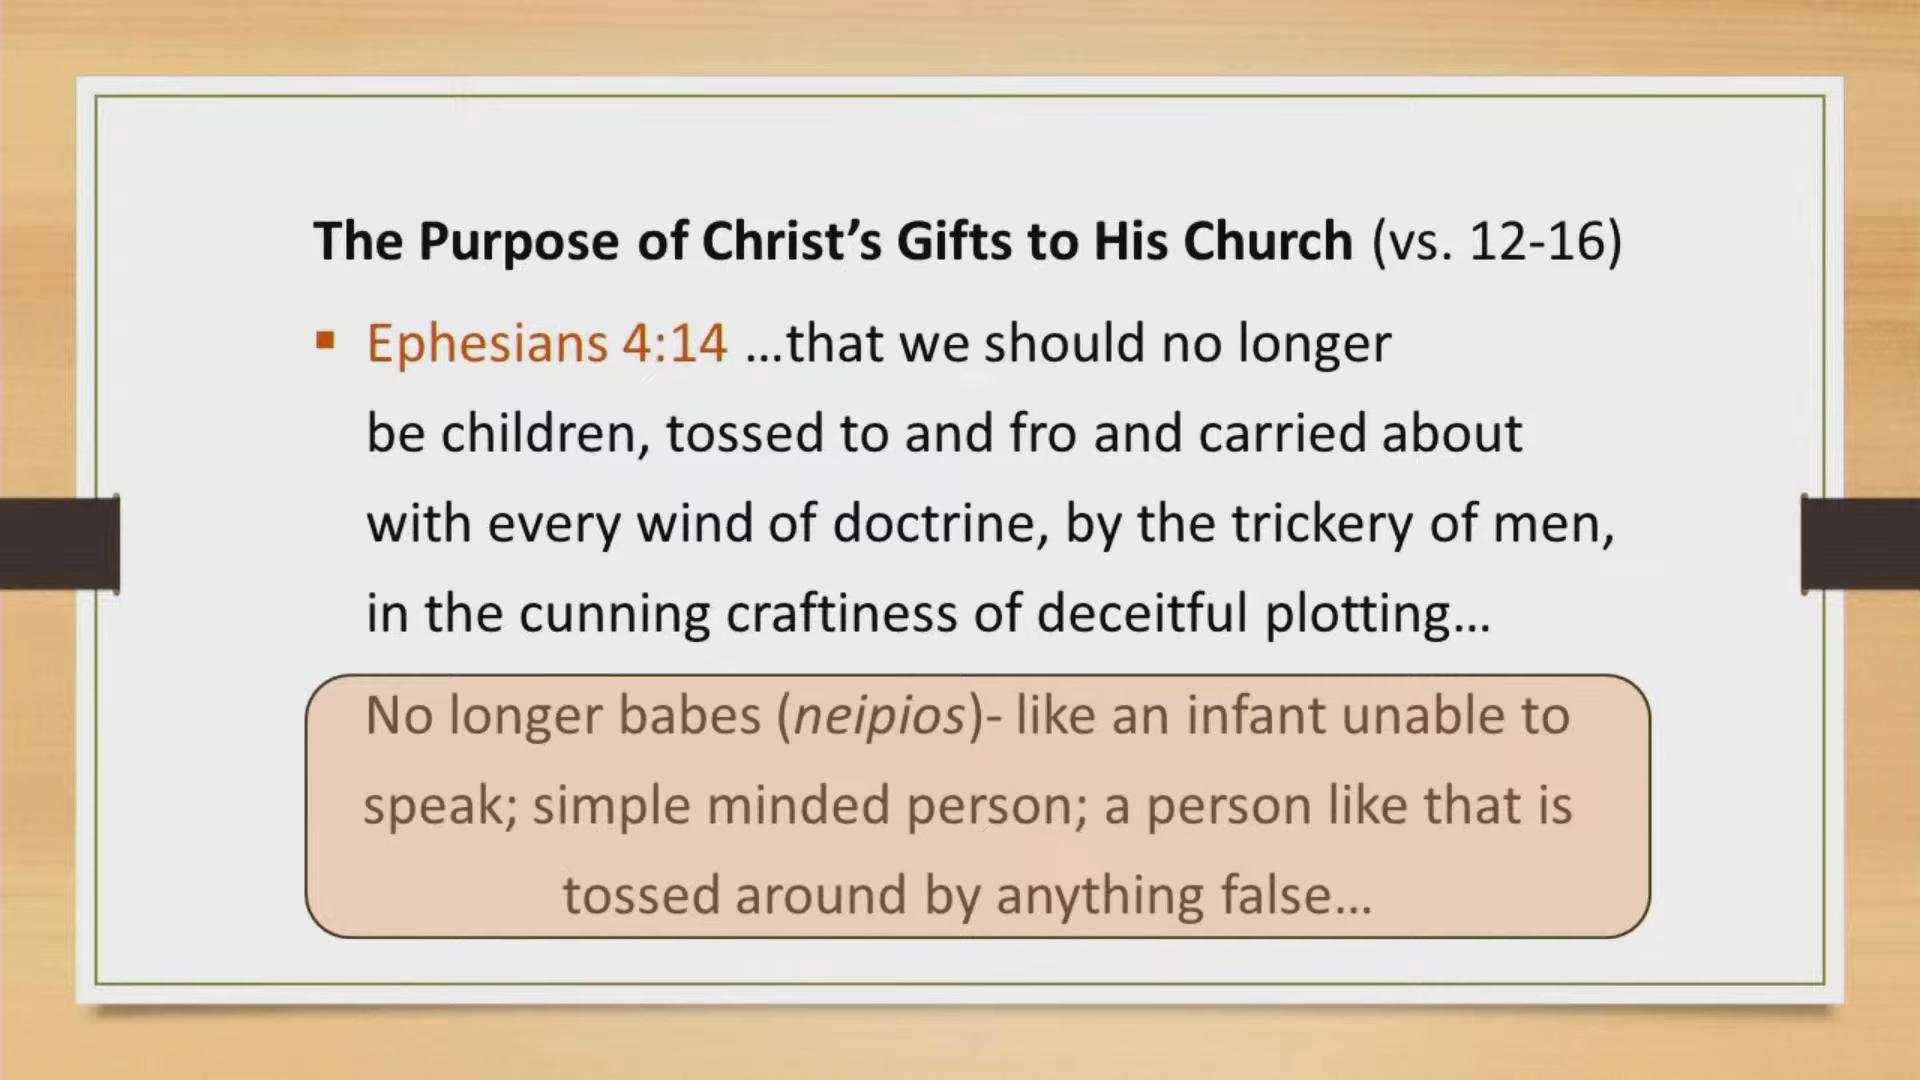 The Purpose of Christ’s Gifts to His Church (vs. 12-16)
▪ Ephesians 4:14 …that we should no longer
be children, tossed to and fro and carried about
with every wind of doctrine, by the trickery of men,
in the cunning craftiness of deceitful plotting…
No longer babes (neipios)- like an infant unable to
speak; simple minded person; a person like that is
tossed around by anything false…